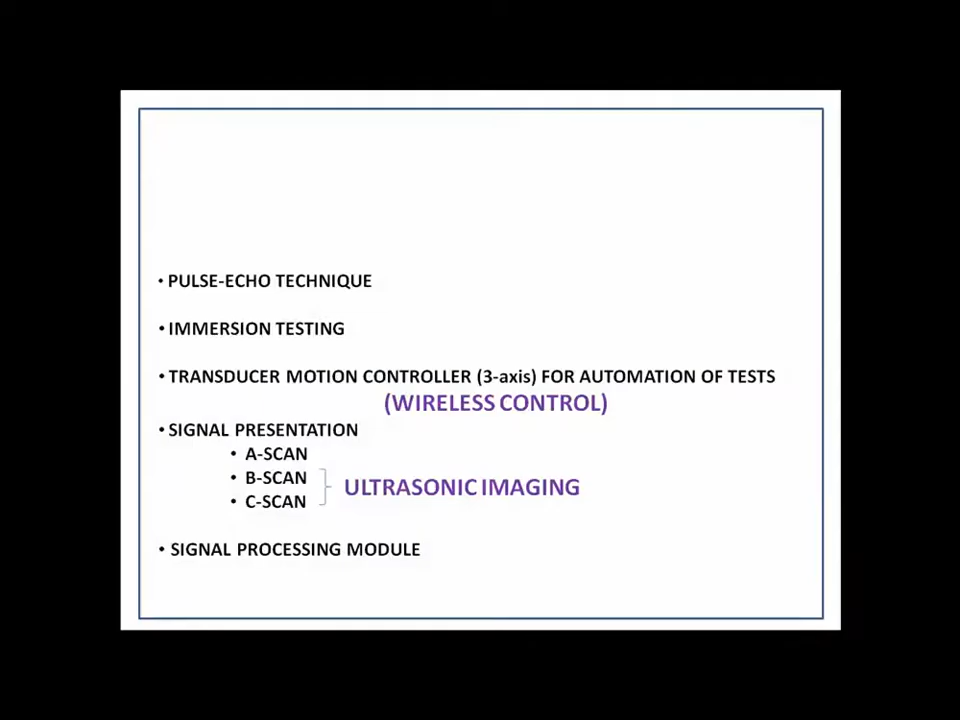 • PULSE-ECHO TECHNIQUE
• IMMERSION TESTING
• TRANSDUCER MOTION CONTROLLER (3-axis) FOR AUTOMATION OF TESTS
(WIRELESS CONTROL)
• SIGNAL PRESENTATION
• A-SCAN
• B-SCAN
ULTRASONIC IMAGING
• C-SCAN
• SIGNAL PROCESSING MODULE